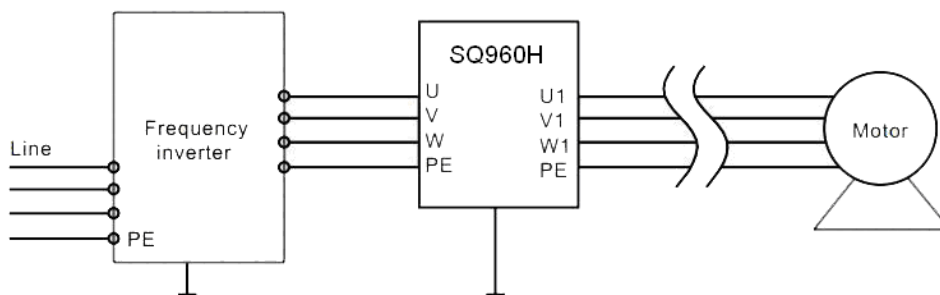 Line
PE
Frequency
inverter
SQ960H
U
V
W
PE
U1
V1
W1
PE
Motor